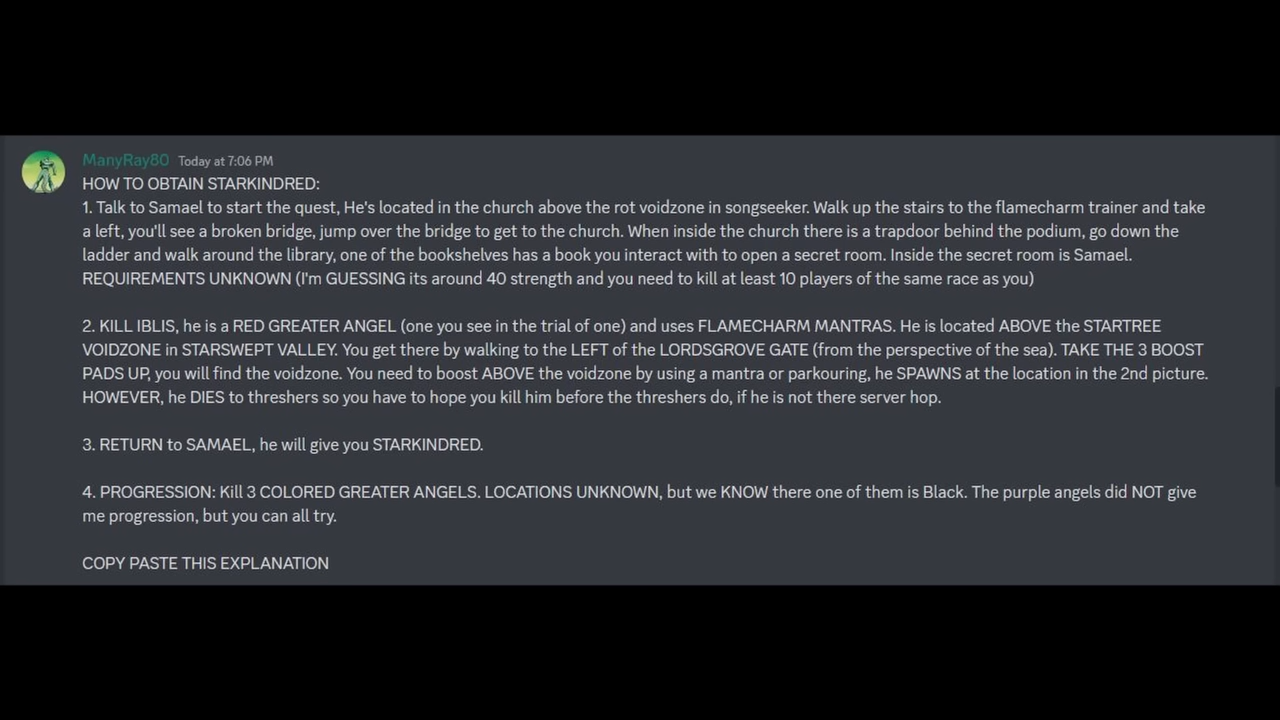 ManyRay80 Today at 7:06 PM
HOW TO OBTAIN STARKINDRED:
1. Talk to Samael to start the quest, He's located in the church above the rot voidzone in songseeker. Walk up the stairs to the flamecharm trainer and take
a left, you'll see a broken bridge, jump over the bridge to get to the church. When inside the church there is a trapdoor behind the podium, go down the
ladder and walk around the library, one of the bookshelves has a book you interact with to open a secret room. Inside the secret room is Samael.
REQUIREMENTS UNKNOWN (I'm GUESSING its around 40 strength and you need to kill at least 10 players of the same race as you)
2. KILL IBLIS, he is a RED GREATER ANGEL (one you see in the trial of one) and uses FLAMECHARM MANTRAS. He is located ABOVE the STARTREE
VOIDZONE in STARSWEPT VALLEY. You get there by walking to the LEFT of the LORDSGROVE GATE (from the perspective of the sea). TAKE THE 3 BOOST
PADS UP, you will find the voidzone. You need to boost ABOVE the voidzone by using a mantra or parkouring, he SPAWNS at the location in the 2nd picture.
HOWEVER, he DIES to threshers so you have to hope you kill him before the threshers do, if he is not there server hop.
3. RETURN to SAMAEL, he will give you STARKINDRED.
4. PROGRESSION: Kill 3 COLORED GREATER ANGELS. LOCATIONS UNKNOWN, but we KNOW there one of them is Black. The purple angels did NOT give
me progression, but you can all try.
COPY PASTE THIS EXPLANATION